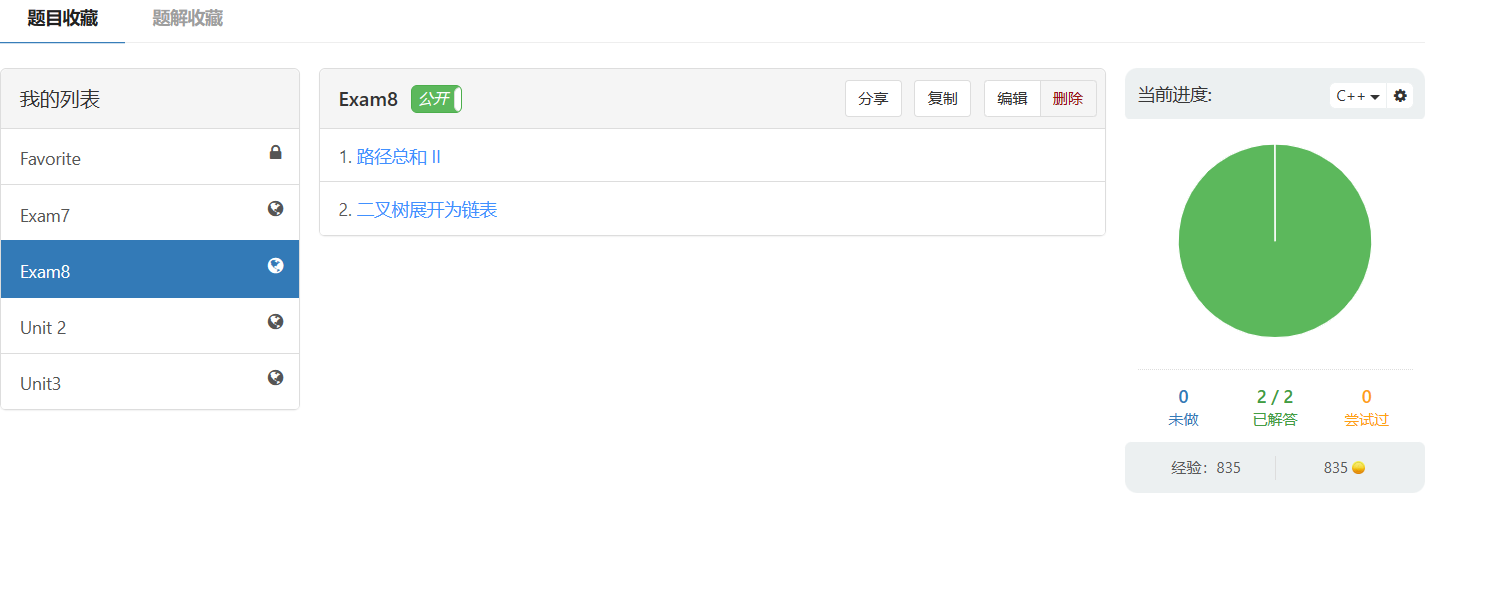 题目收藏 题解收藏
我的列表
Favorite
Exam7
Exam8
Unit 2
Unit3
Exam8 公开 分享 复制 编辑 删除
1. 路径总和 II
2. 二叉树展开为链表
当前进度: C++
0 2 / 2 0
未做 已解答 尝试过
经验：835 835